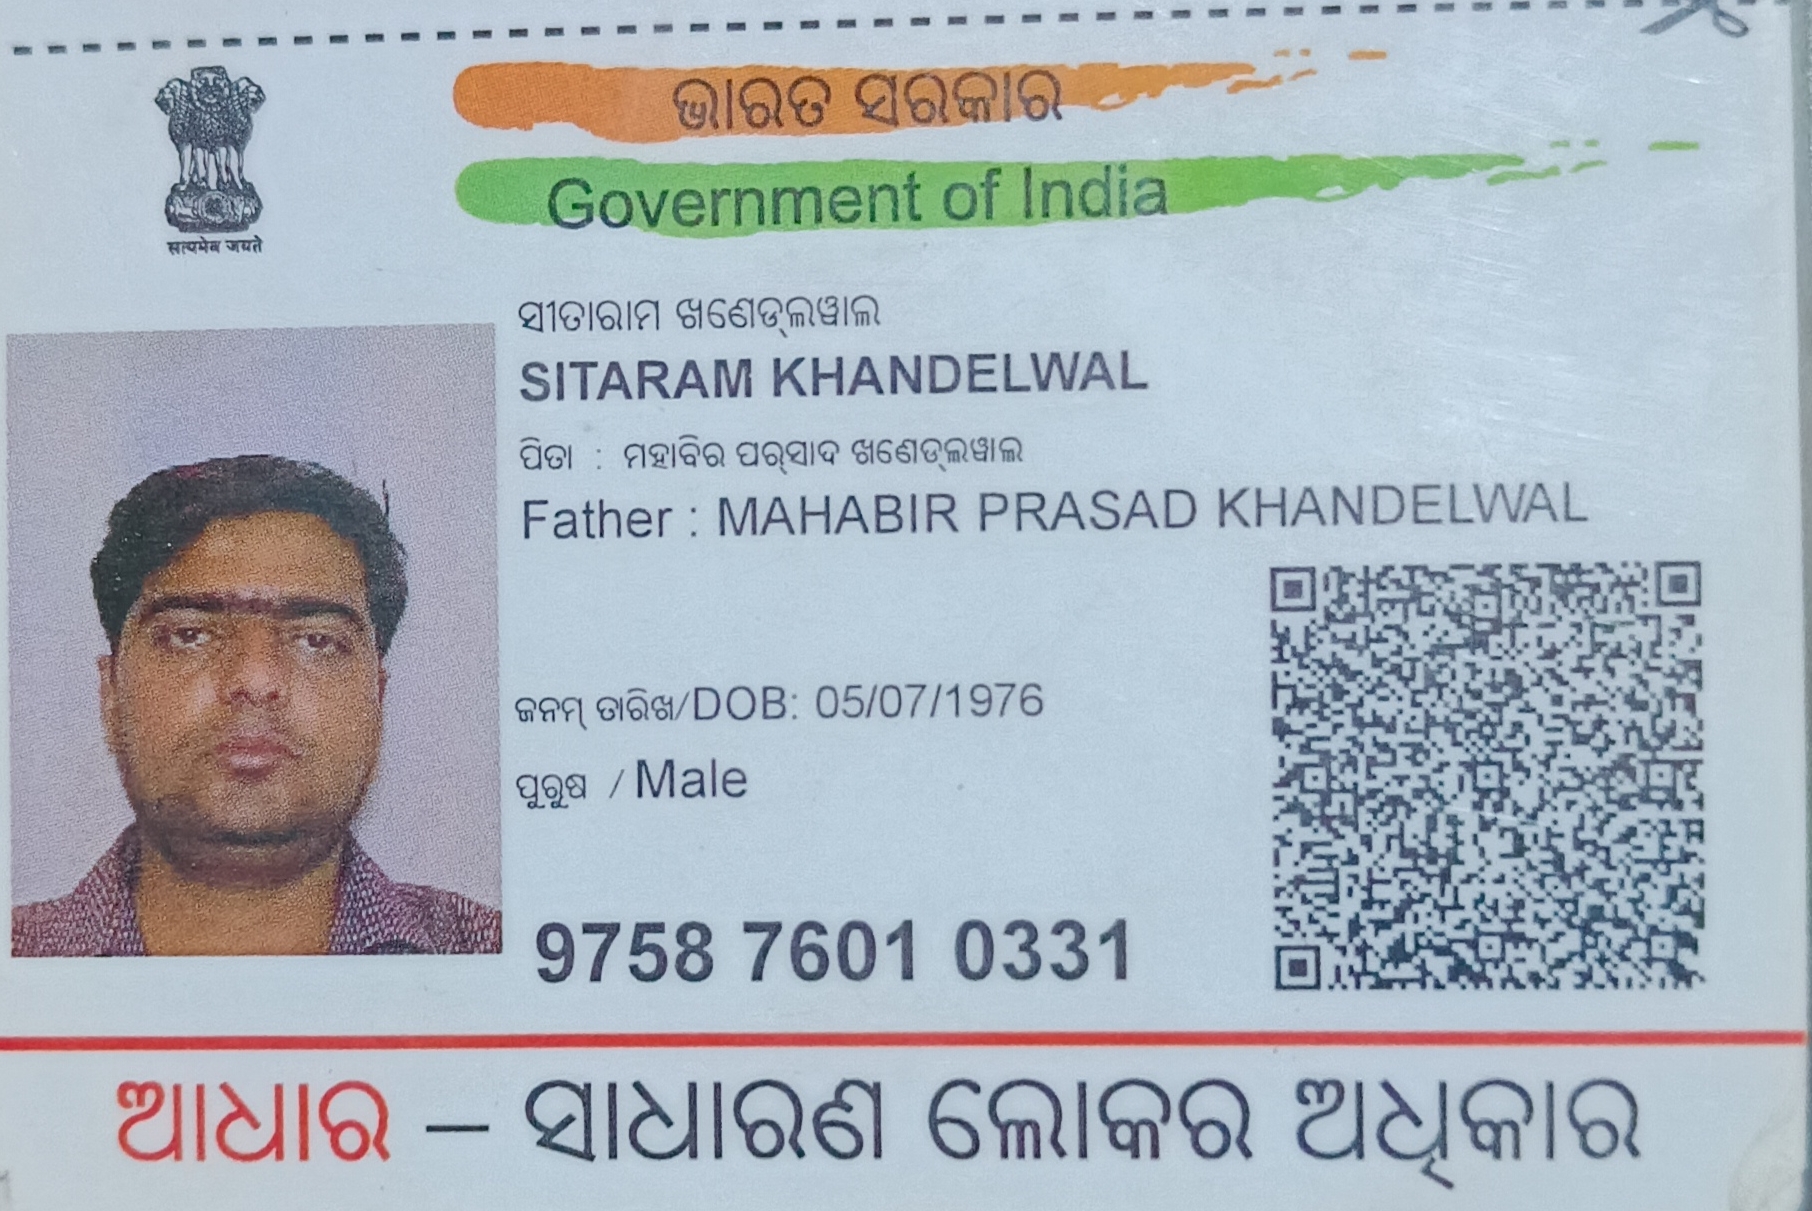 ଭାରତ ସରକାର
Government of India
सत्यमेव जयते
ସୀତାରାମ ଖଣେଡ୍ଲୱାଲ
SITARAM KHANDELWAL
ପିତା : ମହାବିର ପର୍ସାଦ ଖଣେଡ୍ଲୱାଲ
Father : MAHABIR PRASAD KHANDELWAL
ଜନମ୍ ତାରିଖ/DOB: 05/07/1976
ପୁରୁଷ / Male
9758 7601 0331
ଆଧାର – ସାଧାରଣ ଲୋକର ଅଧିକାର